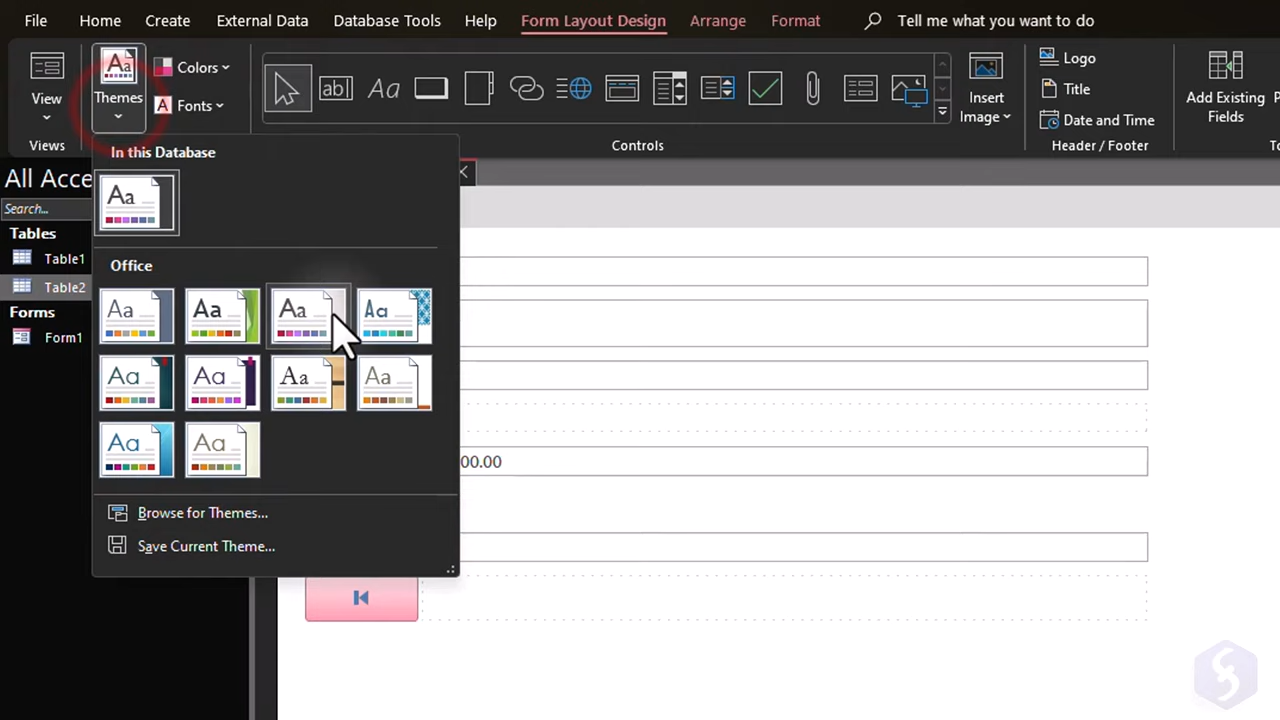 File Home Create External Data Database Tools Help Form Layout Design Arrange Format Tell me what you want to do
View
Views
Aa
Themes
Colors
A Fonts
ab
Aa
Controls
Insert
Image
Logo
Title
Date and Time
Header / Footer
Add Existing
Fields
All Acce
Search...
Tables
Table1
Table2
Forms
Form1
In this Database
Aa
Office
Aa Aa Aa Aa
Aa Aa Aa Aa
Aa Aa
Browse for Themes...
Save Current Theme...
00.00